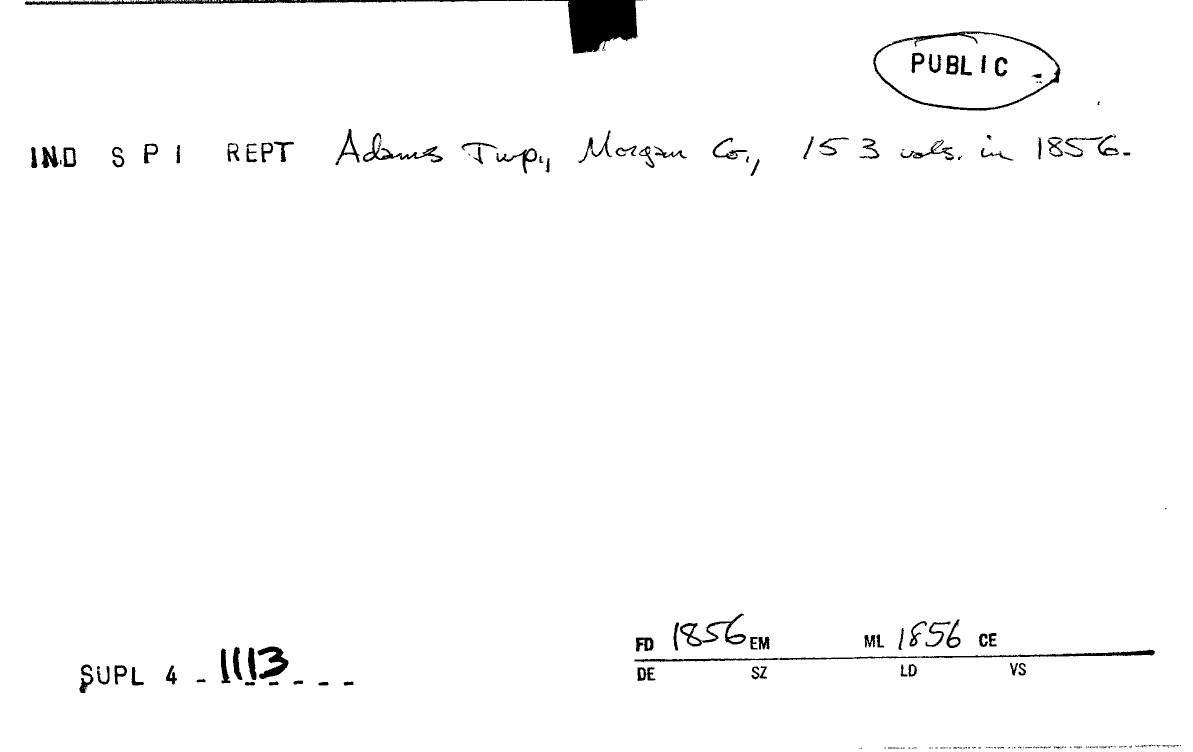 PUBLIC
IND S P I REPT Adams Twp., Morgan Co., 153 vols. in 1856.
FD 1856 EM ML 1856 CE
SUPL 4 - 1113 - - -
DE SZ LD VS